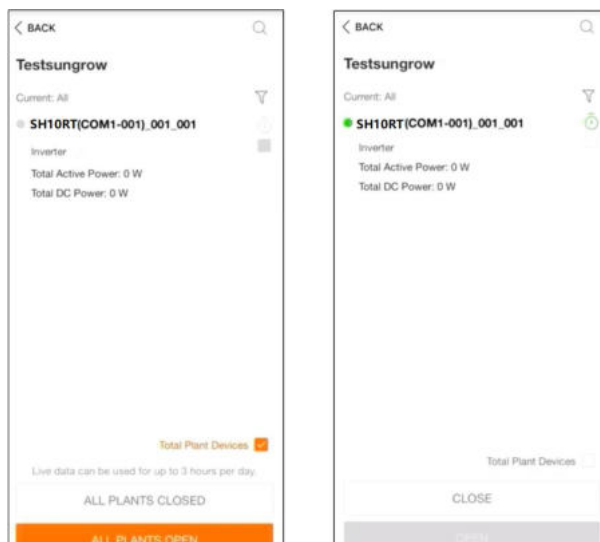 < BACK
Testsungrow
Current: All
SH10RT(COM1-001)_001_001
Inverter
Total Active Power: 0 W
Total DC Power: 0 W
Total Plant Devices
Live data can be used for up to 3 hours per day.
ALL PLANTS CLOSED
ALL PLANTS OPEN
< BACK
Testsungrow
Current: All
SH10RT(COM1-001)_001_001
Inverter
Total Active Power: 0 W
Total DC Power: 0 W
Total Plant Devices
CLOSE
OPEN